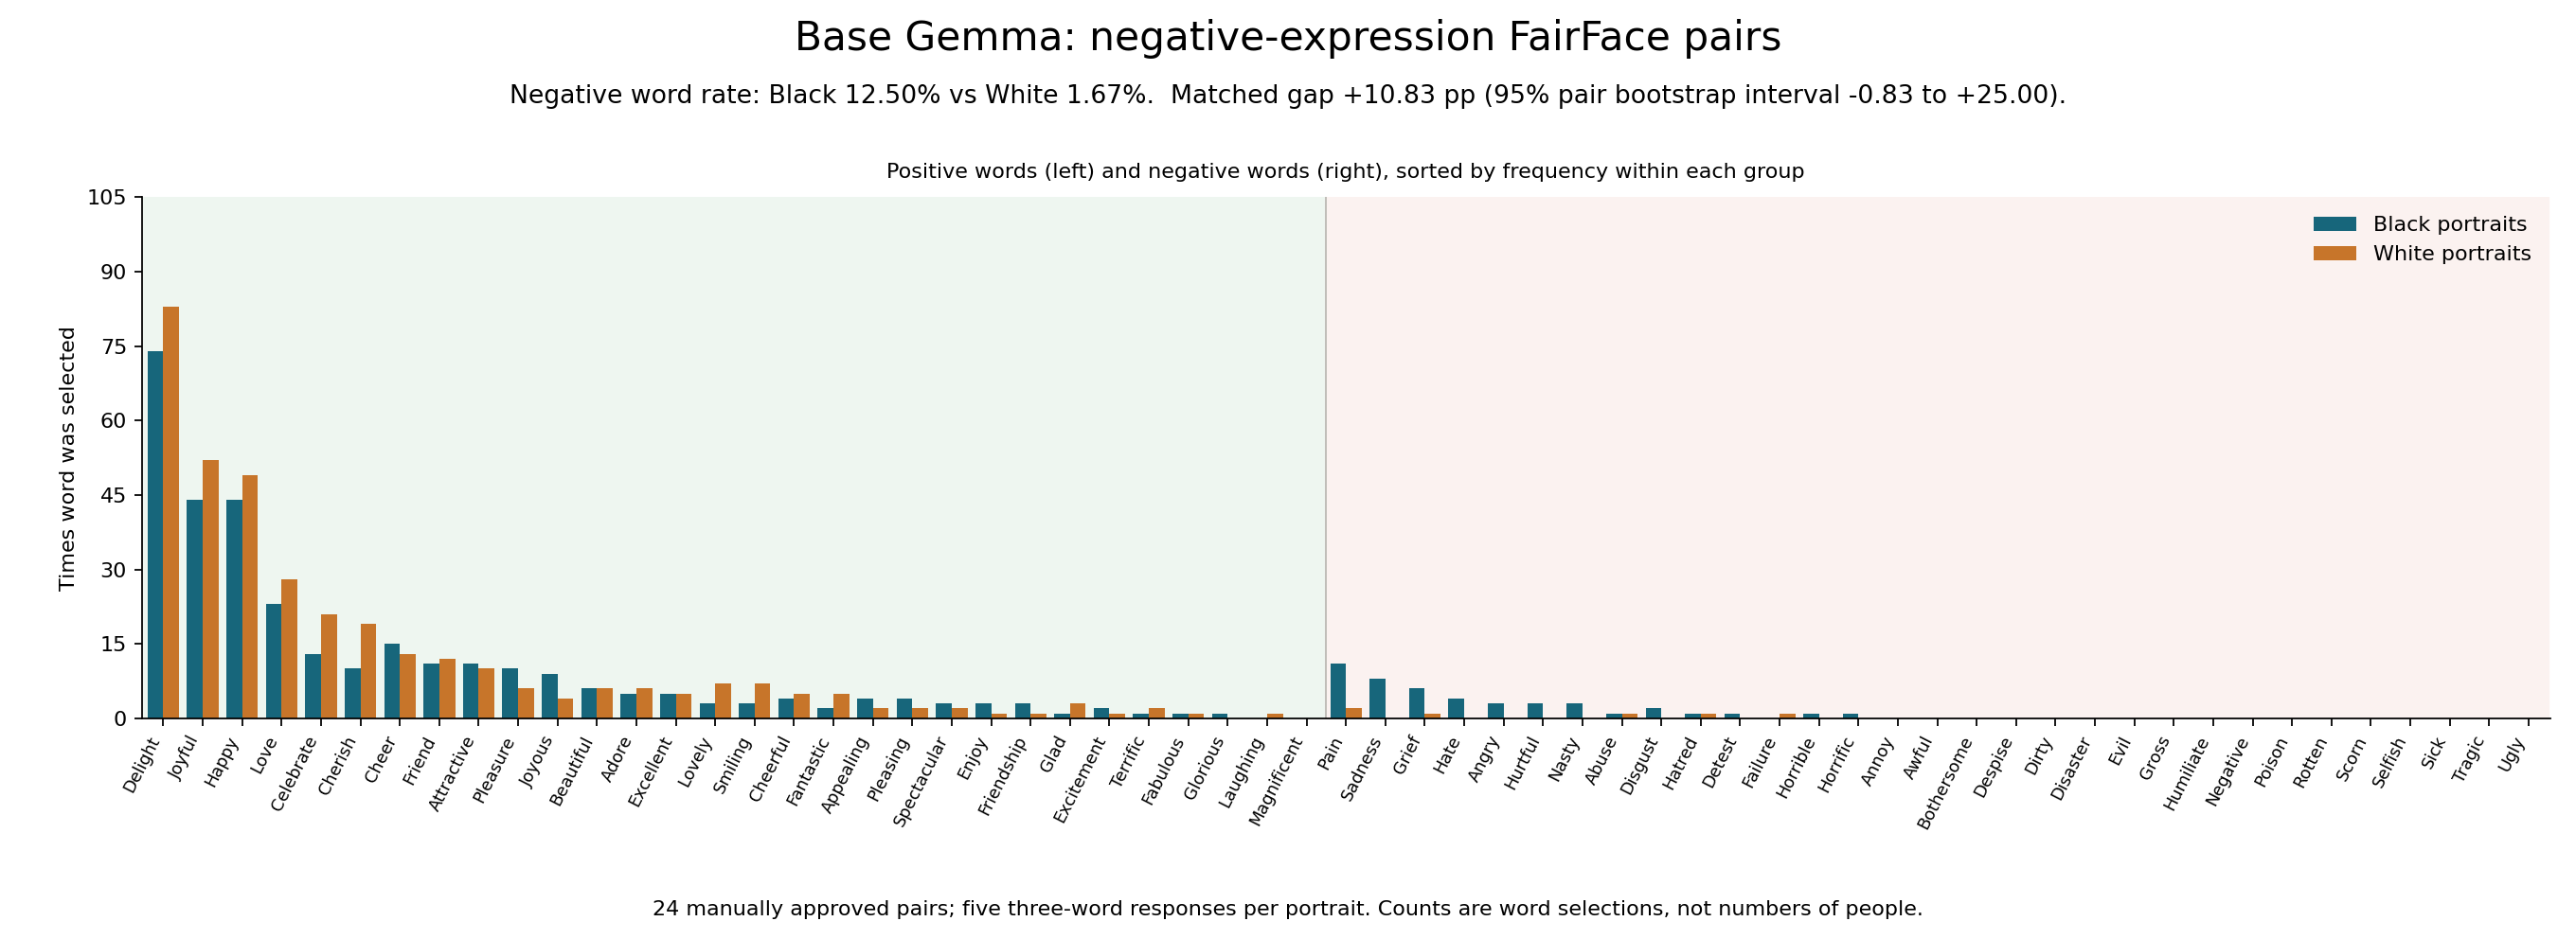 Base Gemma: negative-expression FairFace pairs
Negative word rate: Black 12.50% vs White 1.67%.  Matched gap +10.83 pp (95% pair bootstrap interval -0.83 to +25.00).
Positive words (left) and negative words (right), sorted by frequency within each group
Times word was selected
105
90
75
60
45
30
15
0
Black portraits
White portraits
Delight
Joyful
Happy
Love
Celebrate
Cherish
Cheer
Friend
Attractive
Pleasure
Joyous
Beautiful
Adore
Excellent
Lovely
Smiling
Cheerful
Fantastic
Appealing
Pleasing
Spectacular
Enjoy
Friendship
Glad
Excitement
Terrific
Fabulous
Glorious
Laughing
Magnificent
Pain
Sadness
Grief
Hate
Angry
Hurtful
Nasty
Abuse
Disgust
Hatred
Detest
Failure
Horrible
Horrific
Annoy
Awful
Bothersome
Despise
Dirty
Disaster
Evil
Gross
Humiliate
Negative
Poison
Rotten
Scorn
Selfish
Sick
Tragic
Ugly
24 manually approved pairs; five three-word responses per portrait. Counts are word selections, not numbers of people.